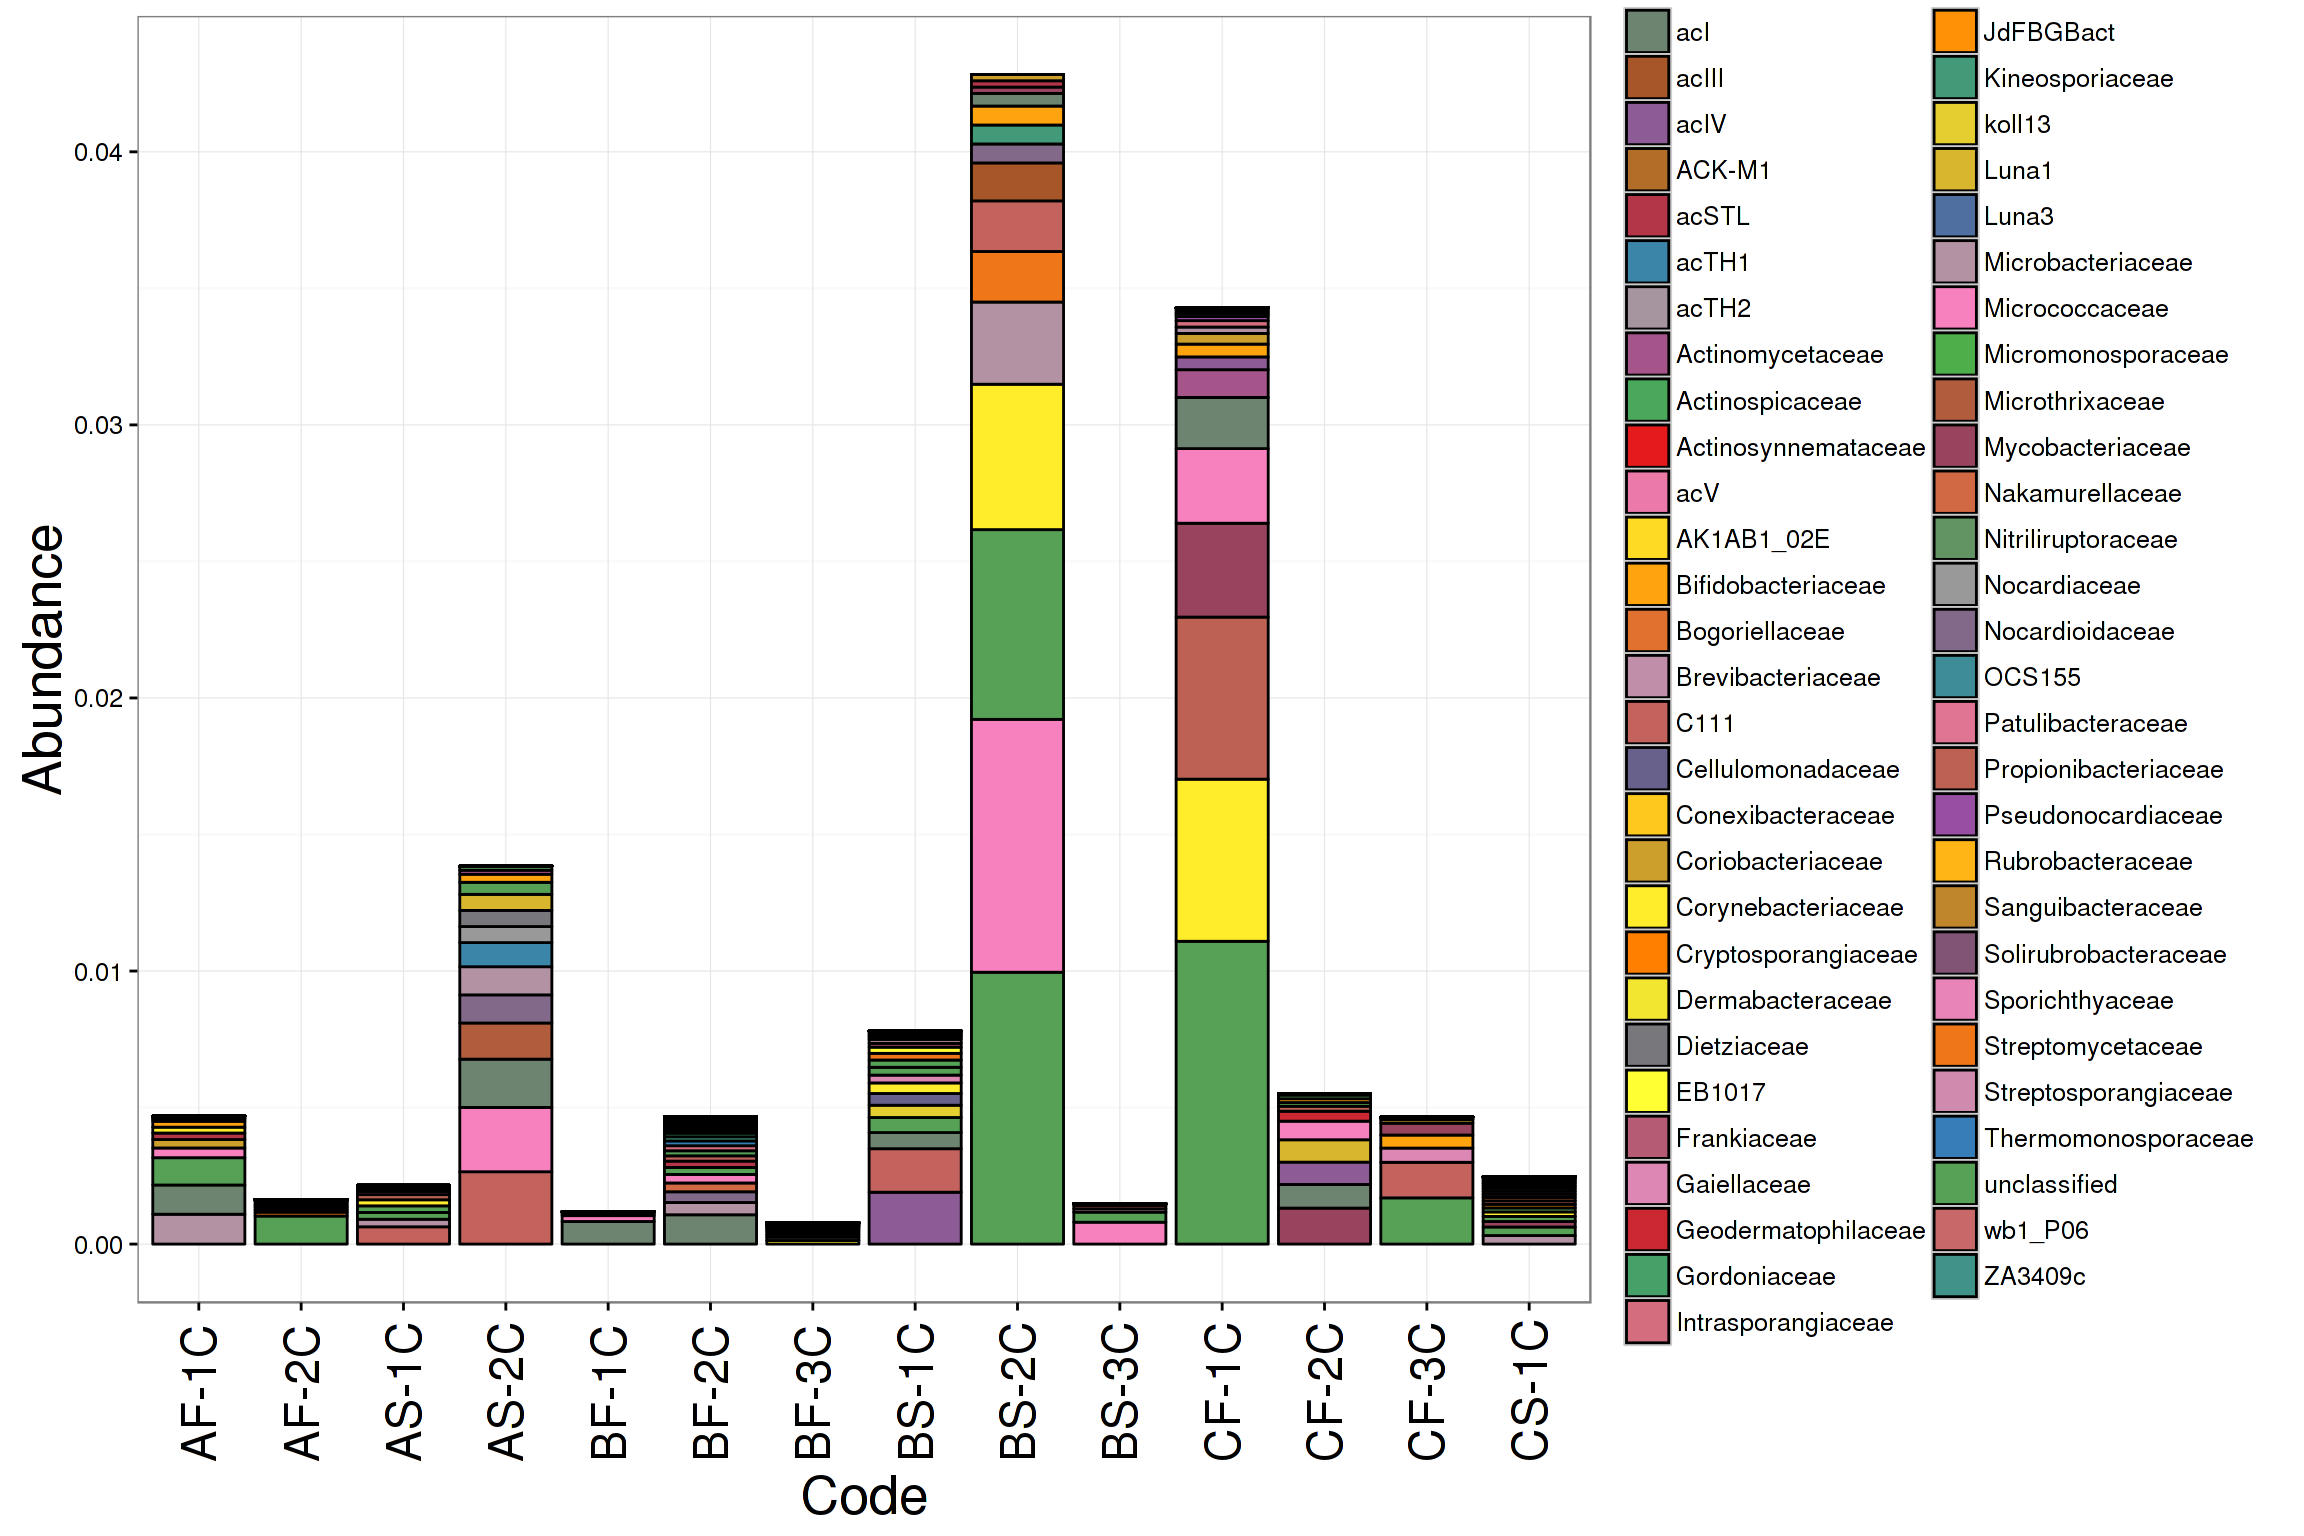 Abundance
0.04
0.03
0.02
0.01
0.00
AF-1C
AF-2C
AS-1C
AS-2C
BF-1C
BF-2C
BF-3C
BS-1C
BS-2C
BS-3C
CF-1C
CF-2C
CF-3C
CS-1C
Code
acI
acIII
acIV
ACK-M1
acSTL
acTH1
acTH2
Actinomycetaceae
Actinospicaceae
Actinosynnemataceae
acV
AK1AB1_02E
Bifidobacteriaceae
Bogoriellaceae
Brevibacteriaceae
C111
Cellulomonadaceae
Conexibacteraceae
Coriobacteriaceae
Corynebacteriaceae
Cryptosporangiaceae
Dermabacteraceae
Dietziaceae
EB1017
Frankiaceae
Gaiellaceae
Geodermatophilaceae
Gordoniaceae
Intrasporangiaceae
JdFBGBact
Kineosporiaceae
koll13
Luna1
Luna3
Microbacteriaceae
Micrococcaceae
Micromonosporaceae
Microthrixaceae
Mycobacteriaceae
Nakamurellaceae
Nitriliruptoraceae
Nocardiaceae
Nocardioidaceae
OCS155
Patulibacteraceae
Propionibacteriaceae
Pseudonocardiaceae
Rubrobacteraceae
Sanguibacteraceae
Solirubrobacteraceae
Sporichthyaceae
Streptomycetaceae
Streptosporangiaceae
Thermomonosporaceae
unclassified
wb1_P06
ZA3409c